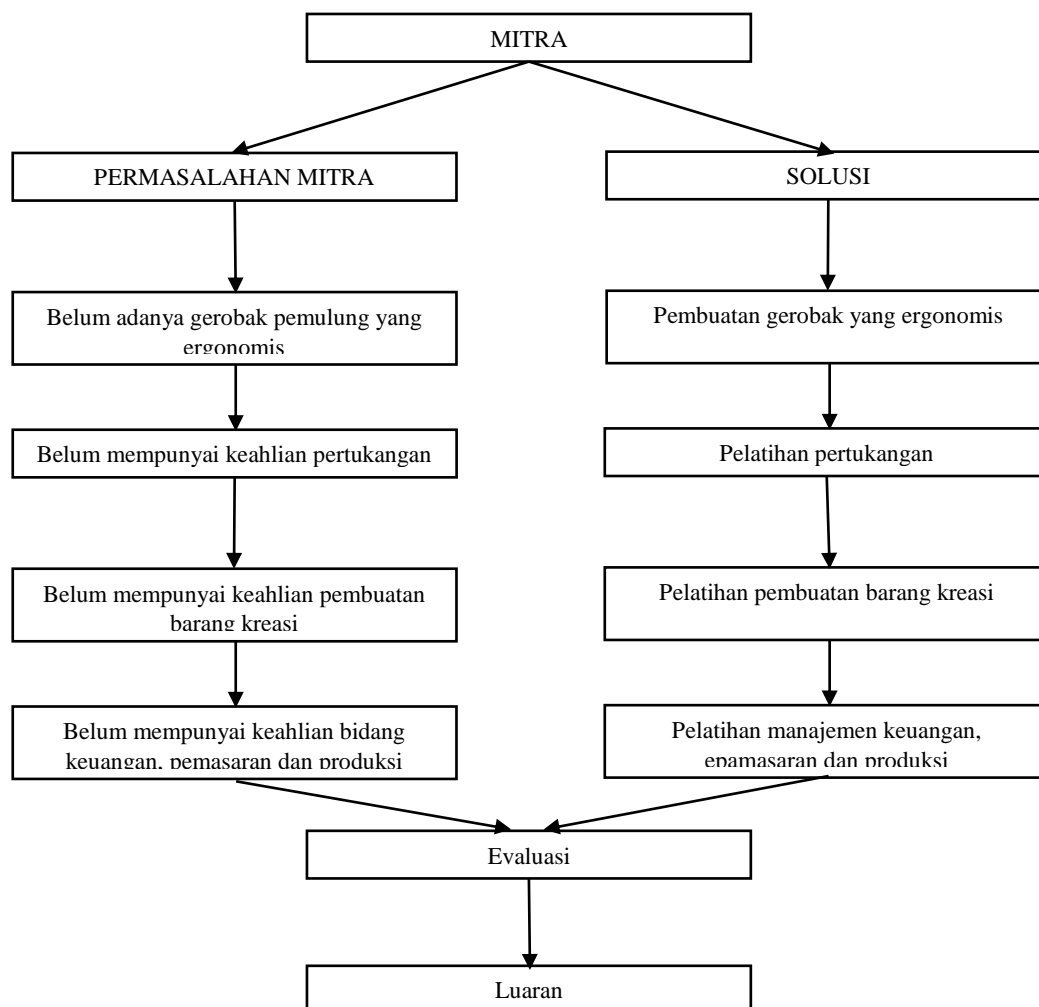 MITRA
PERMASALAHAN MITRA
SOLUSI
Belum adanya gerobak pemulung yang
ergonomis
Pembuatan gerobak yang ergonomis
Belum mempunyai keahlian pertukangan
Pelatihan pertukangan
Belum mempunyai keahlian pembuatan
barang kreasi
Pelatihan pembuatan barang kreasi
Belum mempunyai keahlian bidang
keuangan, pemasaran dan produksi
Pelatihan manajemen keuangan,
epamasaran dan produksi
Evaluasi
Luaran